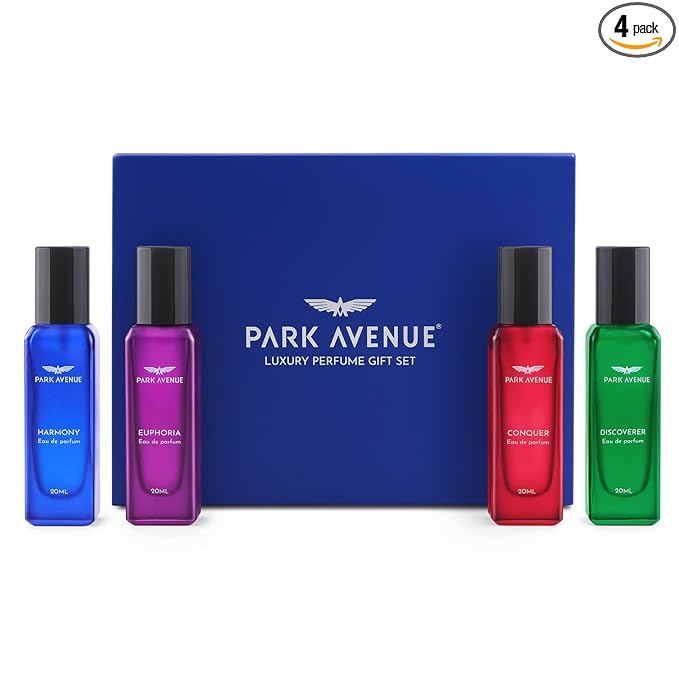 4 pack
PARK AVENUE®
LUXURY PERFUME GIFT SET
PARK AVENUE
HARMONY
Eau de parfum
20ML
PARK AVENUE
EUPHORIA
Eau de parfum
20ML
PARK AVENUE
CONQUER
Eau de parfum
20ML
PARK AVENUE
DISCOVERER
Eau de parfum
20ML